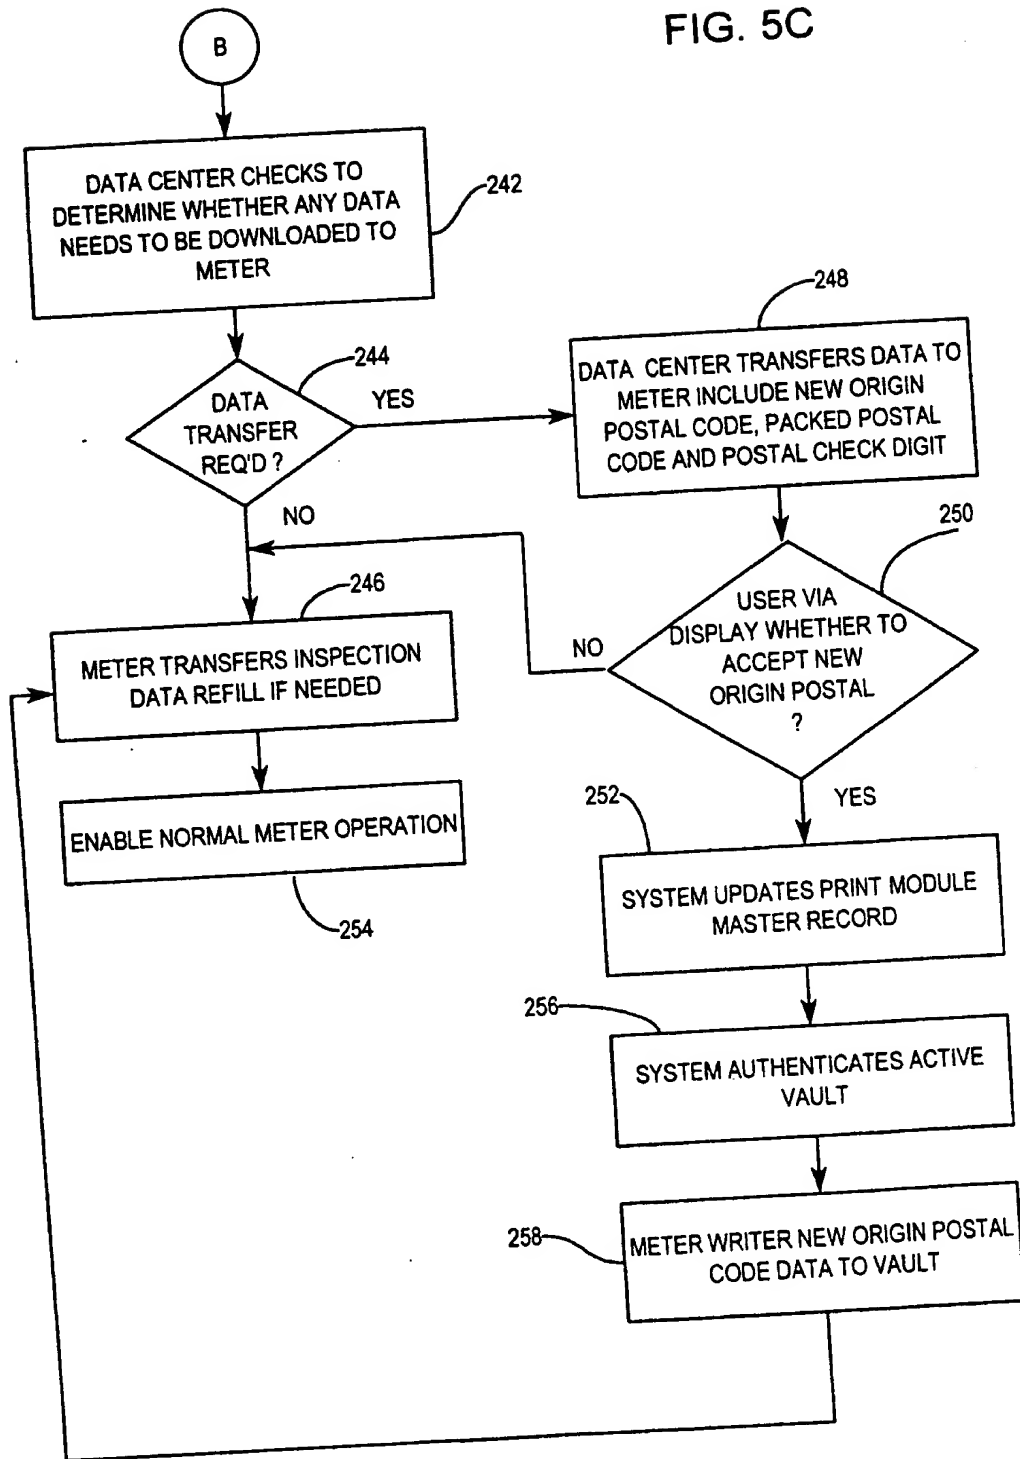 FIG. 5C
B
DATA CENTER CHECKS TO
DETERMINE WHETHER ANY DATA
NEEDS TO BE DOWNLOADED TO
METER
242
244
DATA
TRANSFER
REQ'D ?
YES
NO
248
DATA CENTER TRANSFERS DATA TO
METER INCLUDE NEW ORIGIN
POSTAL CODE, PACKED POSTAL
CODE AND POSTAL CHECK DIGIT
250
USER VIA
DISPLAY WHETHER TO
ACCEPT NEW
ORIGIN POSTAL
?
NO
YES
246
METER TRANSFERS INSPECTION
DATA REFILL IF NEEDED
ENABLE NORMAL METER OPERATION
254
252
SYSTEM UPDATES PRINT MODULE
MASTER RECORD
256
SYSTEM AUTHENTICATES ACTIVE
VAULT
258
METER WRITER NEW ORIGIN POSTAL
CODE DATA TO VAULT